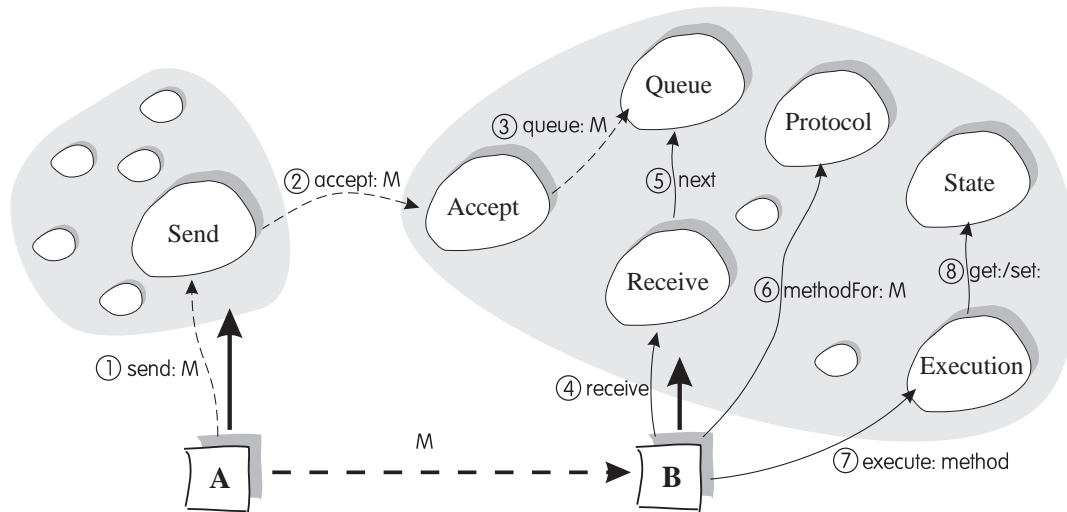 Queue
Protocol
③ queue: M
② accept: M
Accept
⑤ next
State
Send
Receive
⑥ methodFor: M
⑧ get:/set:
① send: M
④ receive
Execution
M
A
B
⑦ execute: method